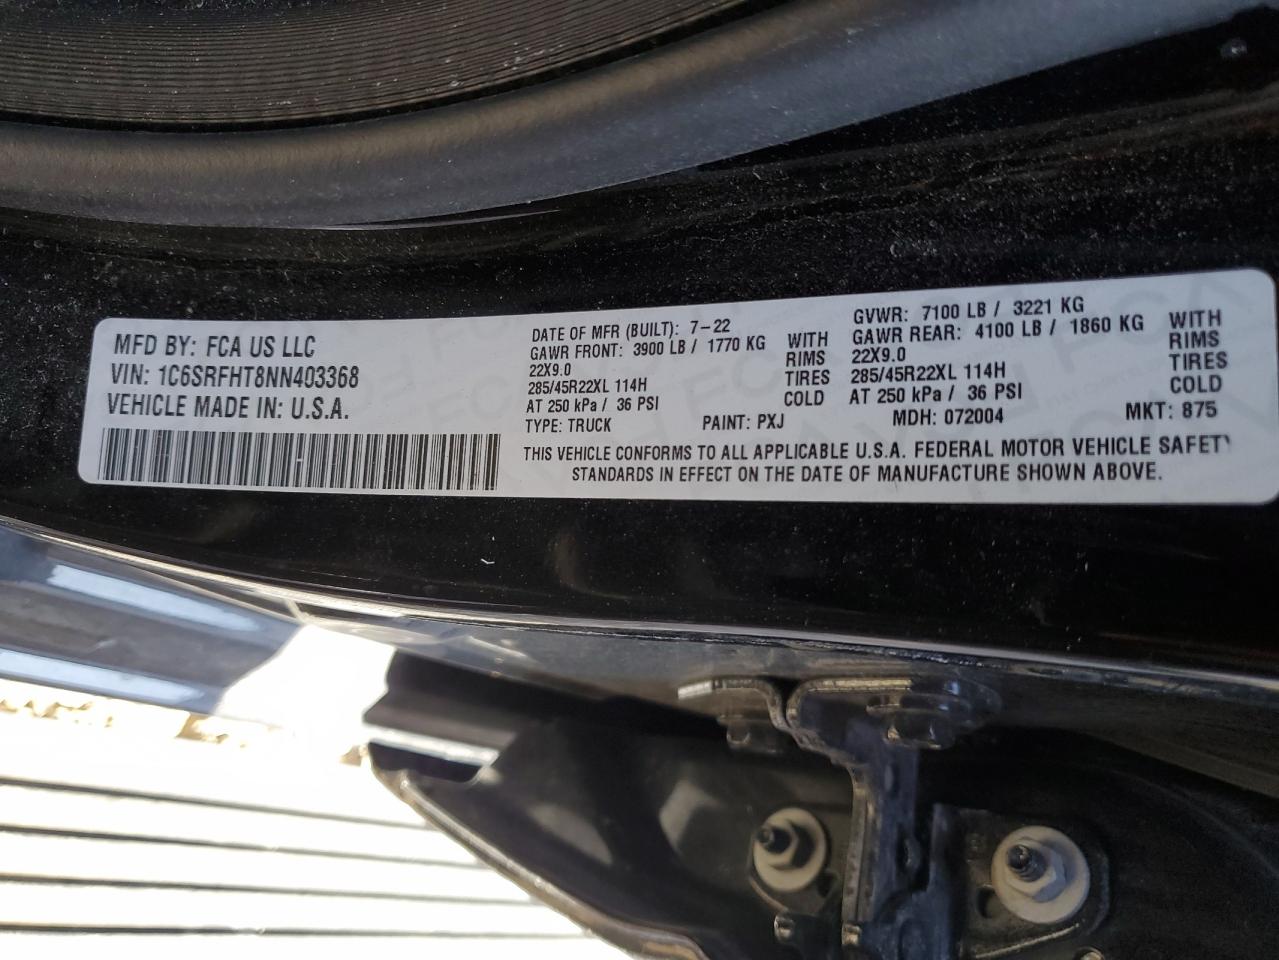 MFD BY: FCA US LLC
VIN: 1C6SRFHT8NN403368
VEHICLE MADE IN: U.S.A.
DATE OF MFR (BUILT): 7-22
GAWR FRONT: 3900 LB / 1770 KG WITH
22X9.0 RIMS
285/45R22XL 114H TIRES
AT 250 kPa / 36 PSI COLD
GVWR: 7100 LB / 3221 KG
GAWR REAR: 4100 LB / 1860 KG WITH
22X9.0 RIMS
285/45R22XL 114H TIRES
AT 250 kPa / 36 PSI COLD
TYPE: TRUCK PAINT: PXJ MDH: 072004 MKT: 875
THIS VEHICLE CONFORMS TO ALL APPLICABLE U.S.A. FEDERAL MOTOR VEHICLE SAFETY
STANDARDS IN EFFECT ON THE DATE OF MANUFACTURE SHOWN ABOVE.